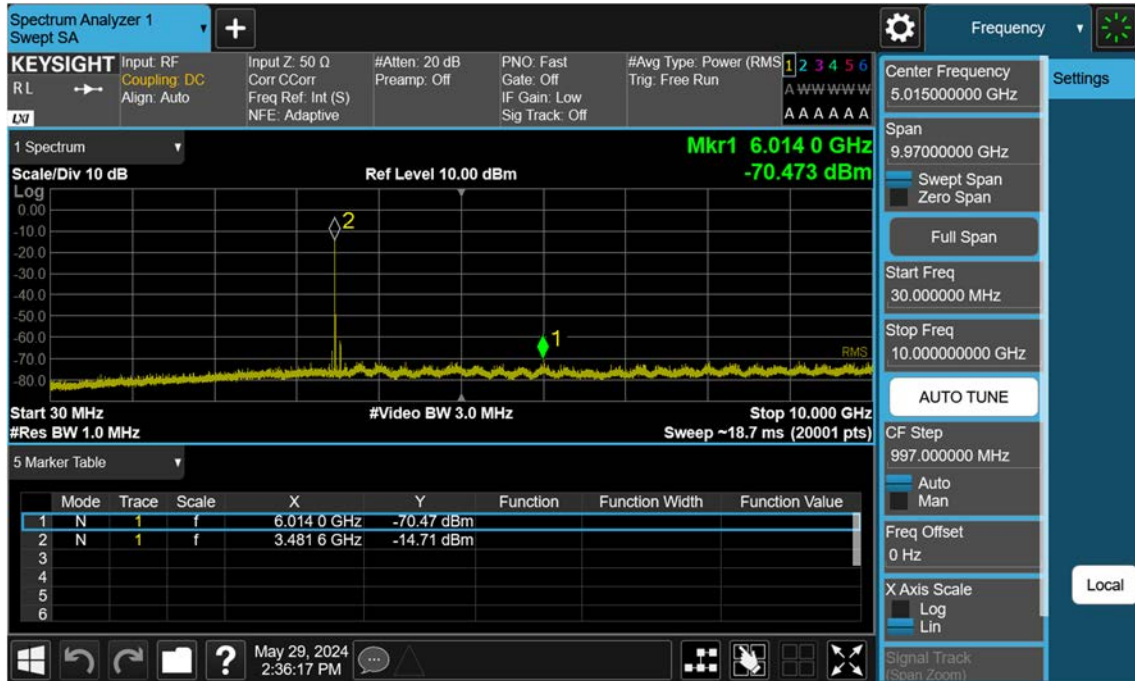 Spectrum Analyzer 1
Swept SA
+
Frequency
KEYSIGHT
R L
LXI
Input: RF
Coupling: DC
Align: Auto
Input Z: 50 Ω
Corr CCorr
Freq Ref: Int (S)
NFE: Adaptive
#Atten: 20 dB
Preamp: Off
PNO: Fast
Gate: Off
IF Gain: Low
Sig Track: Off
#Avg Type: Power (RMS
Trig: Free Run
1 2 3 4 5 6
A W W W W W
A A A A A A
1 Spectrum
Scale/Div 10 dB
Ref Level 10.00 dBm
Mkr1 6.014 0 GHz
-70.473 dBm
Log
0.00
-10.0
-20.0
-30.0
-40.0
-50.0
-60.0
-70.0
-80.0
2
1
RMS
Start 30 MHz
#Video BW 3.0 MHz
Stop 10.000 GHz
#Res BW 1.0 MHz
Sweep ~18.7 ms (20001 pts)
5 Marker Table
Mode Trace Scale X Y Function Function Width Function Value
1 N 1 f 6.014 0 GHz -70.47 dBm
2 N 1 f 3.481 6 GHz -14.71 dBm
3
4
5
6
?
May 29, 2024
2:36:17 PM
Center Frequency
5.015000000 GHz
Span
9.97000000 GHz
Swept Span
Zero Span
Full Span
Start Freq
30.000000 MHz
Stop Freq
10.000000000 GHz
AUTO TUNE
CF Step
997.000000 MHz
Auto
Man
Freq Offset
0 Hz
X Axis Scale
Log
Lin
Signal Track
(Span Zoom)
Settings
Local